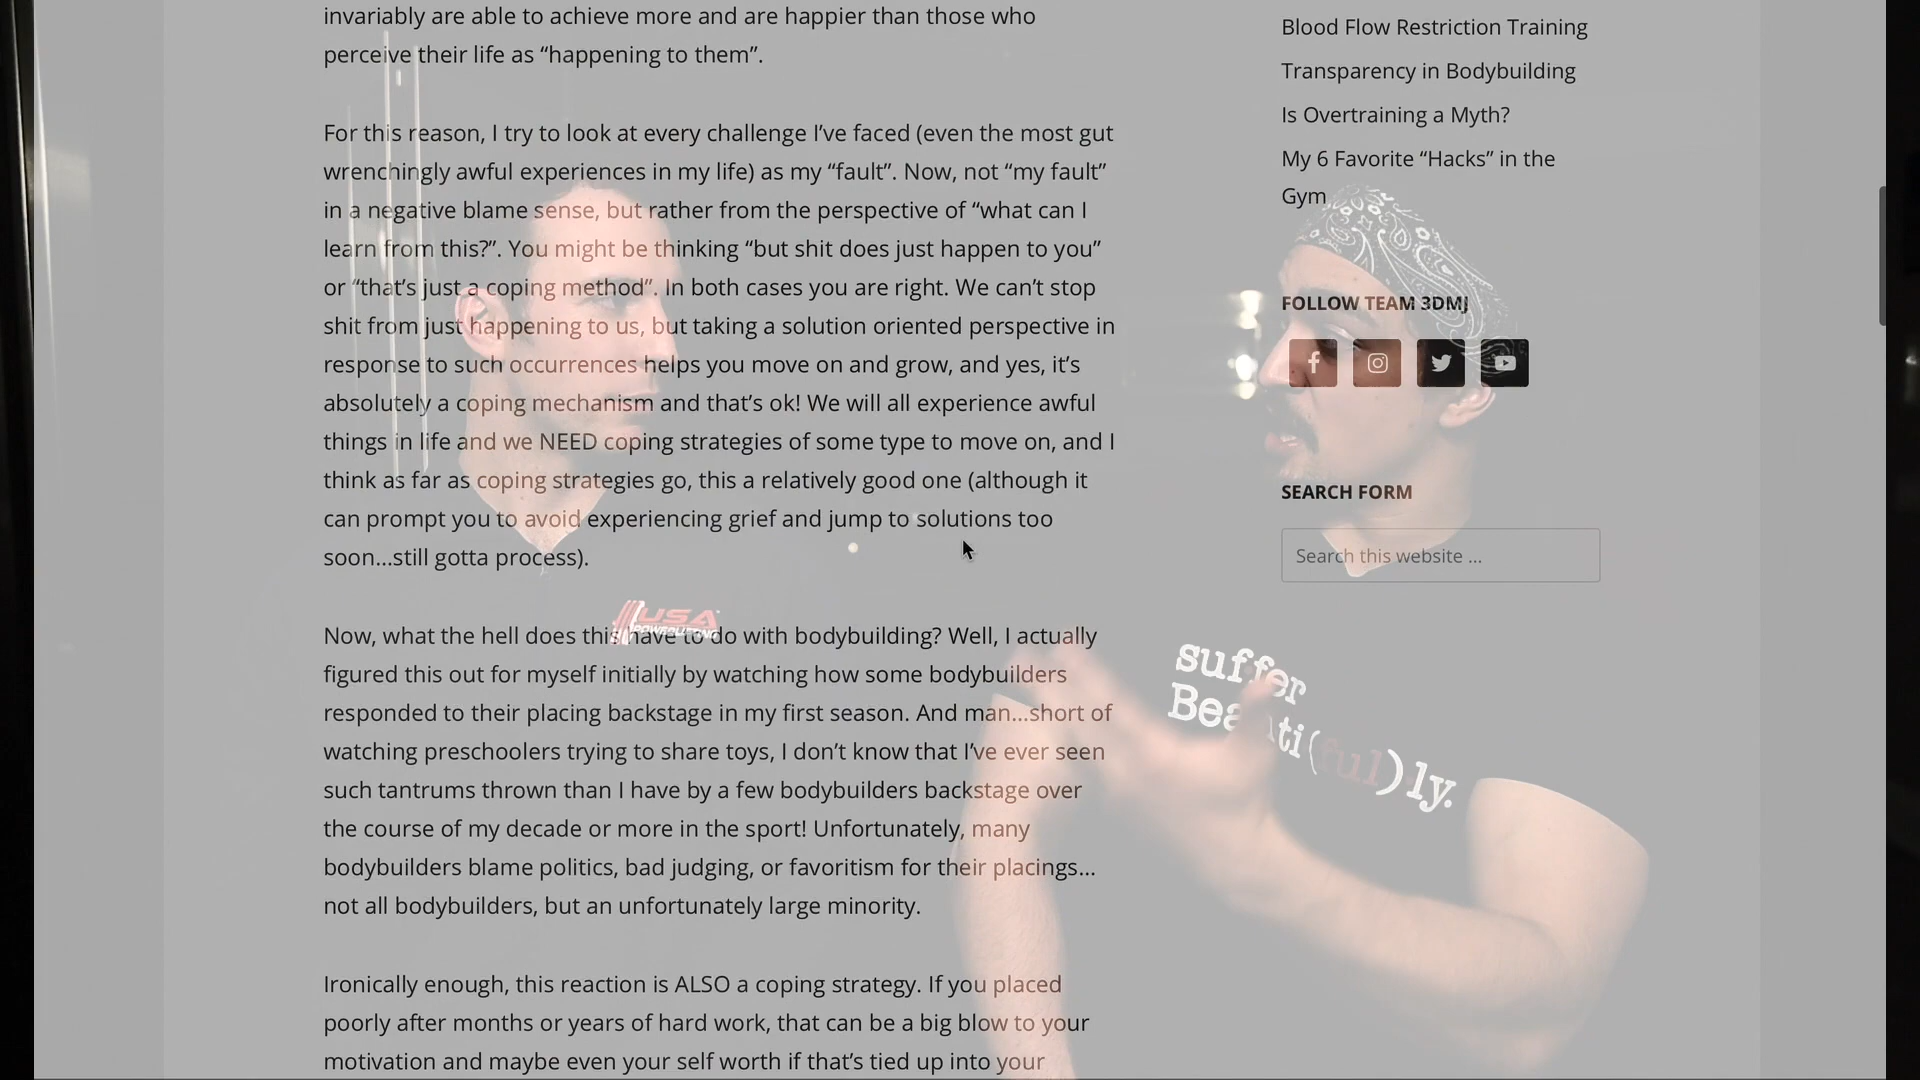 invariably are able to achieve more and are happier than those who
perceive their life as “happening to them”.
For this reason, I try to look at every challenge I’ve faced (even the most gut
wrenchingly awful experiences in my life) as my “fault”. Now, not “my fault”
in a negative blame sense, but rather from the perspective of “what can I
learn from this?”. You might be thinking “but shit does just happen to you”
or “that’s just a coping method”. In both cases you are right. We can’t stop
shit from just happening to us, but taking a solution oriented perspective in
response to such occurrences helps you move on and grow, and yes, it’s
absolutely a coping mechanism and that’s ok! We will all experience awful
things in life and we NEED coping strategies of some type to move on, and I
think as far as coping strategies go, this a relatively good one (although it
can prompt you to avoid experiencing grief and jump to solutions too
soon…still gotta process).
Now, what the hell does this have to do with bodybuilding? Well, I actually
figured this out for myself initially by watching how some bodybuilders
responded to their placing backstage in my first season. And man…short of
watching preschoolers trying to share toys, I don’t know that I’ve ever seen
such tantrums thrown than I have by a few bodybuilders backstage over
the course of my decade or more in the sport! Unfortunately, many
bodybuilders blame politics, bad judging, or favoritism for their placings…
not all bodybuilders, but an unfortunately large minority.
Ironically enough, this reaction is ALSO a coping strategy. If you placed
poorly after months or years of hard work, that can be a big blow to your
motivation and maybe even your self worth if that’s tied up into your
Blood Flow Restriction Training
Transparency in Bodybuilding
Is Overtraining a Myth?
My 6 Favorite “Hacks” in the
Gym
FOLLOW TEAM 3DMJ
SEARCH FORM
Search this website …
USA
POWERLIFTING
suffer
Beauti(ful)ly.